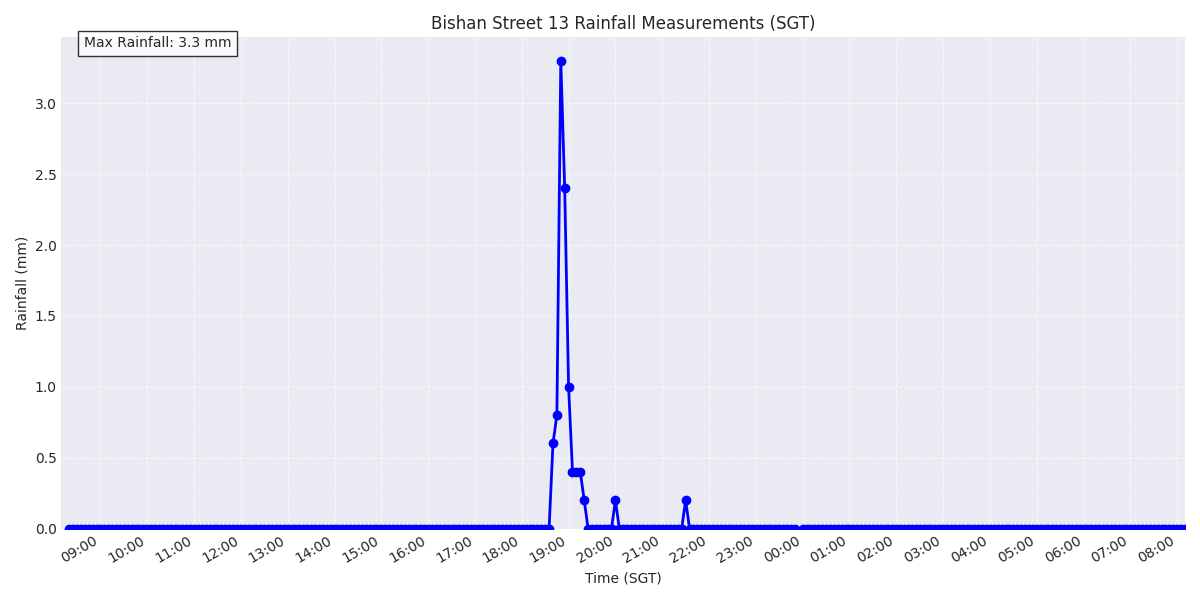 Bishan Street 13 Rainfall Measurements (SGT)
Max Rainfall: 3.3 mm
3.0
2.5
2.0
1.5
1.0
0.5
0.0
Rainfall (mm)
09:00 10:00 11:00 12:00 13:00 14:00 15:00 16:00 17:00 18:00 19:00 20:00 21:00 22:00 23:00 00:00 01:00 02:00 03:00 04:00 05:00 06:00 07:00 08:00
Time (SGT)